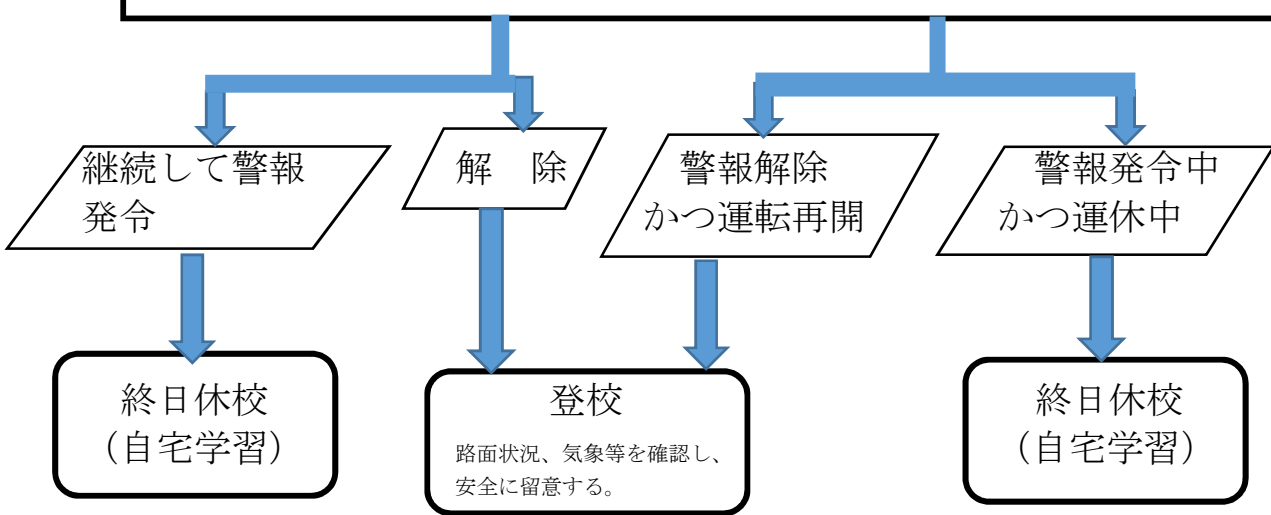 継続して警報
発令
解　除
警報解除
かつ運転再開
警報発令中
かつ運休中
終日休校
（自宅学習）
登校
路面状況、気象等を確認し、
安全に留意する。
終日休校
（自宅学習）